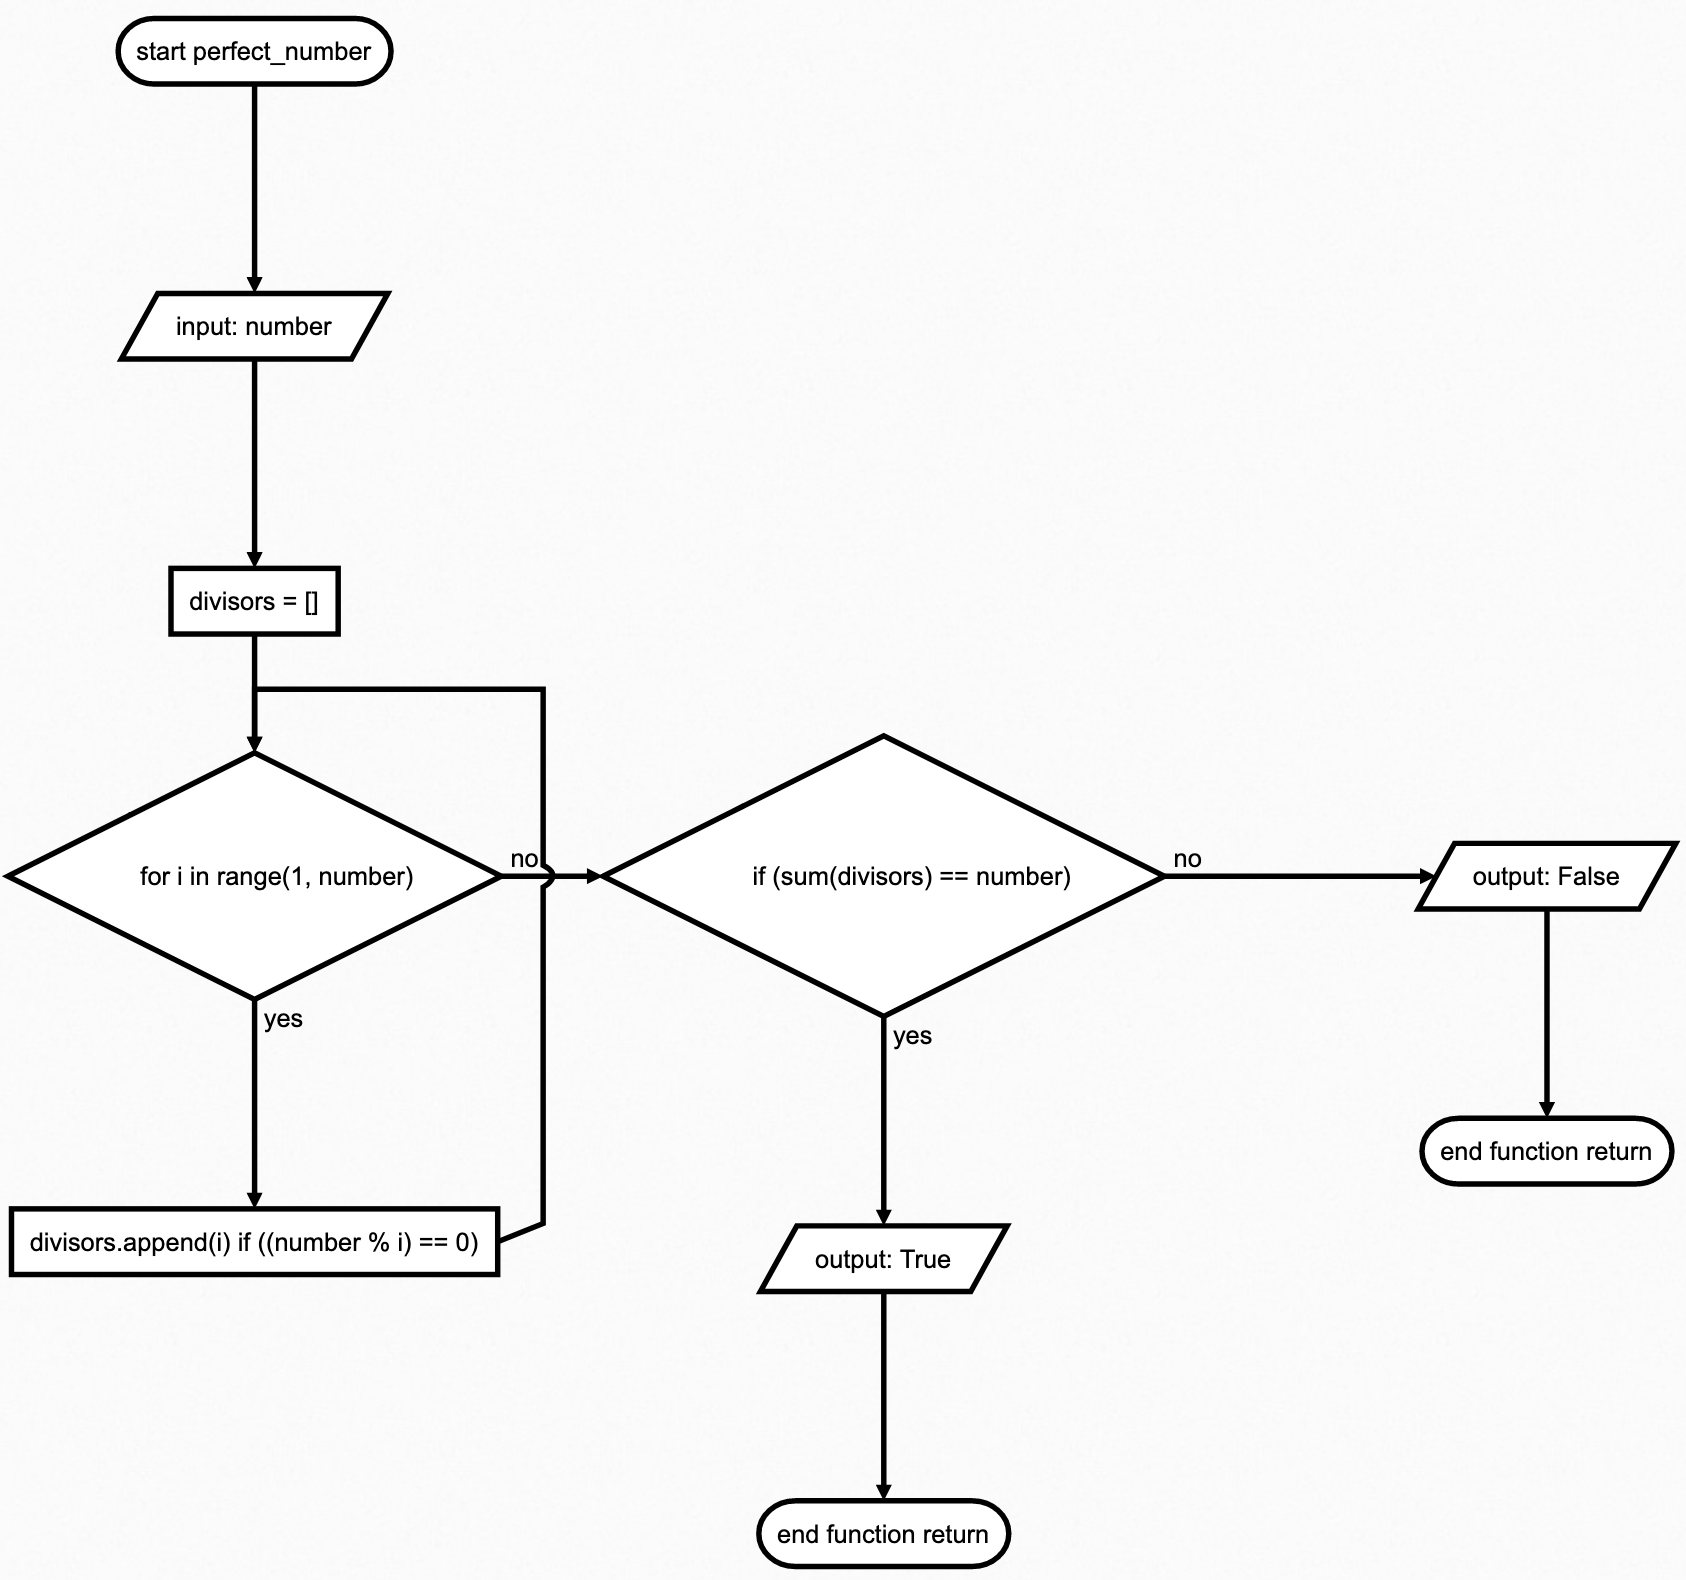 start perfect_number
input: number
divisors = []
for i in range(1, number)
no
yes
divisors.append(i) if ((number % i) == 0)
if (sum(divisors) == number)
no
yes
output: False
end function return
output: True
end function return